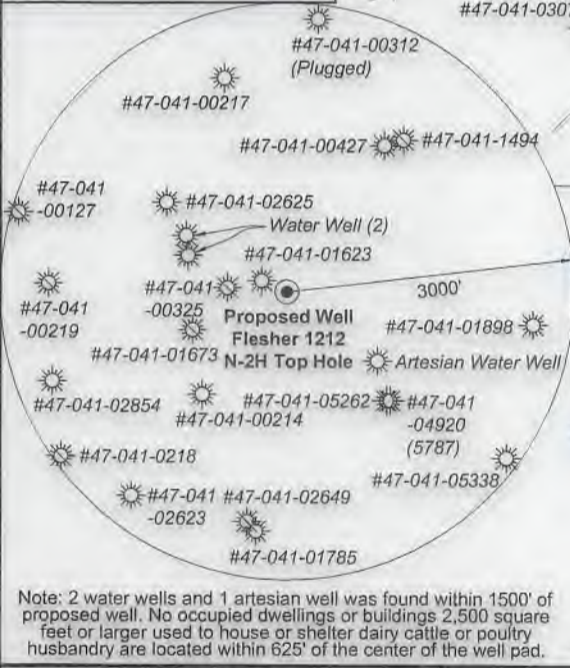 #47-041-0307
#47-041-00312
(Plugged)
#47-041-00217
#47-041-00427
#47-041-1494
#47-041
-00127
#47-041-02625
Water Well (2)
#47-041-01623
#47-041
-00219
#47-041-
-00325
3000'
Proposed Well
Flesher 1212
N-2H Top Hole
#47-041-01898
#47-041-01673
Artesian Water Well
#47-041-02854
#47-041-00214
#47-041-05262
#47-041
-04920
(5787)
#47-041-0218
#47-041-05338
#47-041
-02623
#47-041-02649
#47-041-01785
Note: 2 water wells and 1 artesian well was found within 1500' of
proposed well. No occupied dwellings or buildings 2,500 square
feet or larger used to house or shelter dairy cattle or poultry
husbandry are located within 625' of the center of the well pad.